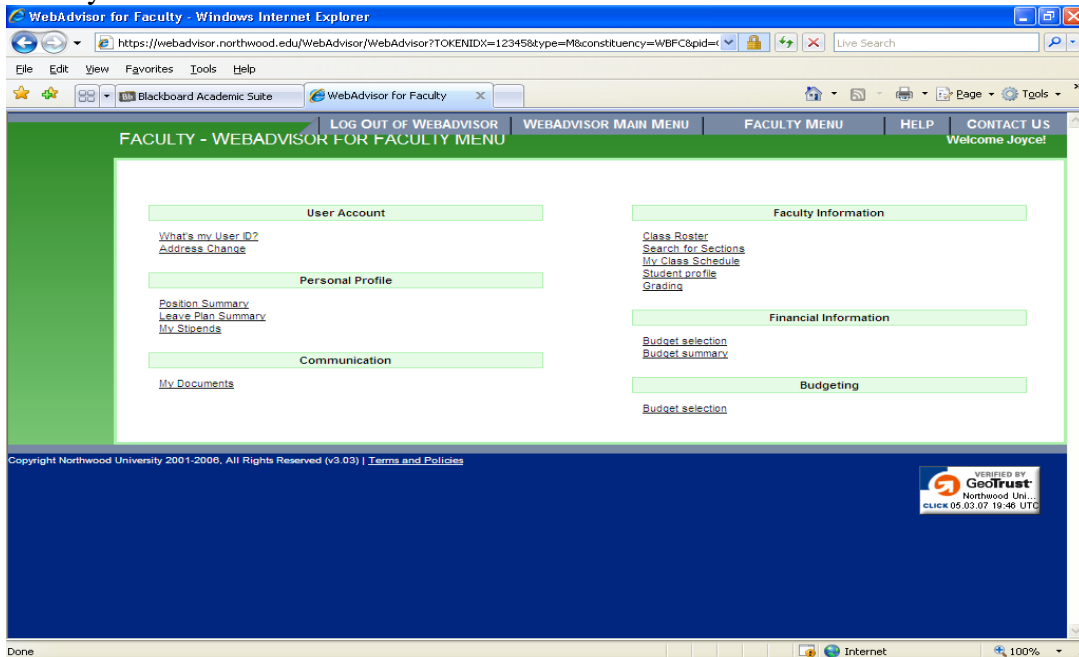 WebAdvisor for Faculty - Windows Internet Explorer
https://webadvisor.northwood.edu/WebAdvisor/WebAdvisor?TOKENIDX=12345&type=M&constituency=WBFC&pid=
Live Search
File Edit View Favorites Tools Help
Blackboard Academic Suite
WebAdvisor for Faculty
Page
Tools
LOG OUT OF WEBADVISOR
WEBADVISOR MAIN MENU
FACULTY MENU
HELP
CONTACT US
FACULTY - WEBADVISOR FOR FACULTY MENU
Welcome Joyce!
User Account
What's my User ID?
Address Change
Personal Profile
Position Summary
Leave Plan Summary
My Stipends
Communication
My Documents
Faculty Information
Class Roster
Search for Sections
My Class Schedule
Student profile
Grading
Financial Information
Budget selection
Budget summary
Budgeting
Budget selection
Copyright Northwood University 2001-2006, All Rights Reserved (v3.03) | Terms and Policies
VERIFIED BY
GeoTrust
Northwood Uni...
CLICK 05.03.07 19:46 UTC
Done
Internet
100%